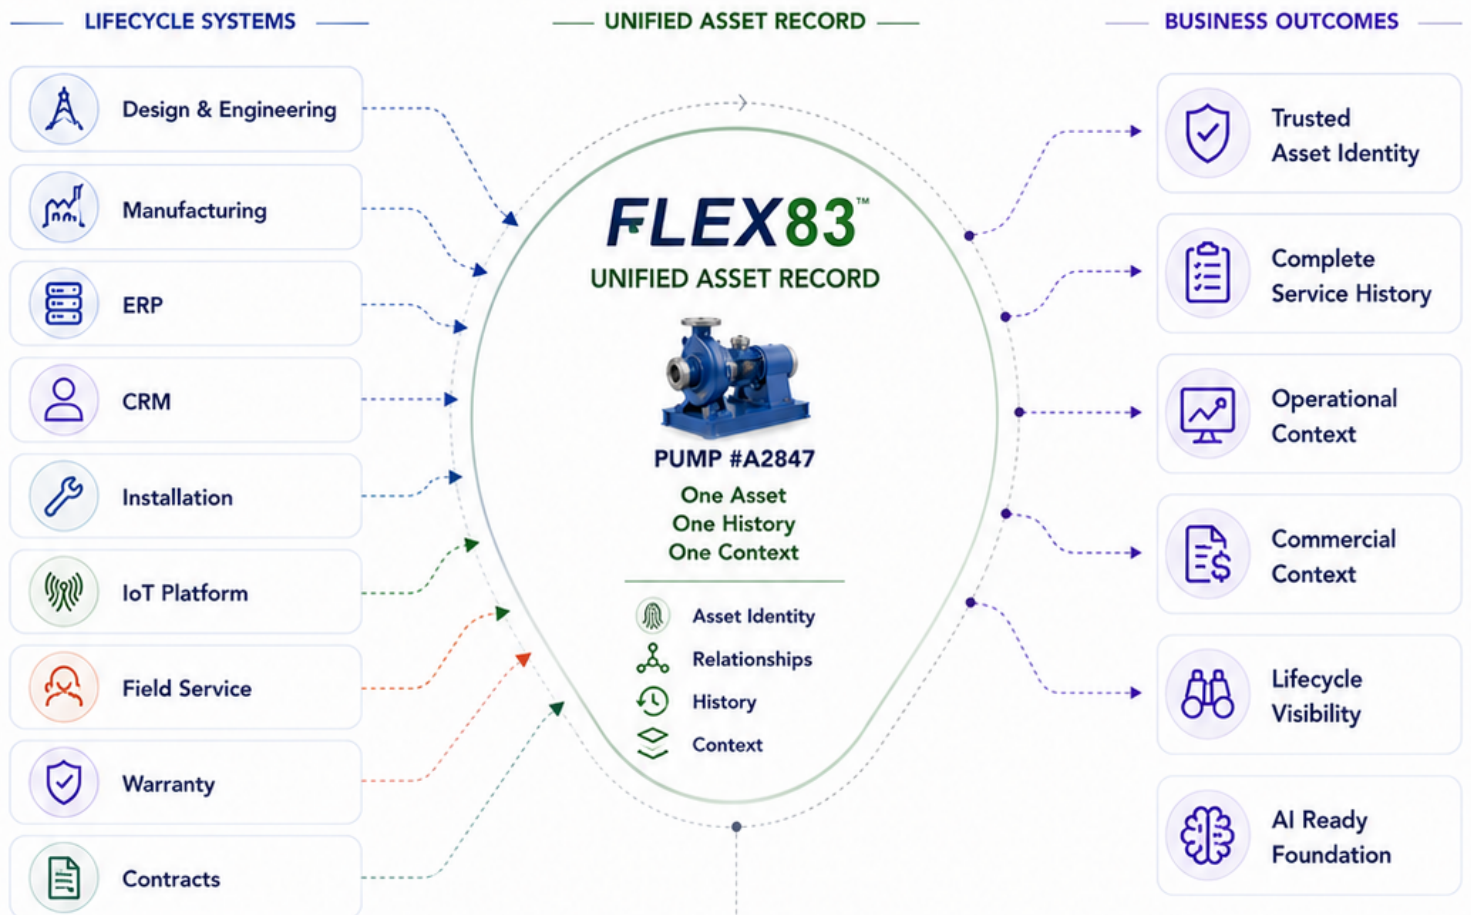 LIFECYCLE SYSTEMS
Design & Engineering
Manufacturing
ERP
CRM
Installation
IoT Platform
Field Service
Warranty
Contracts
UNIFIED ASSET RECORD
FLEX83™
UNIFIED ASSET RECORD
PUMP #A2847
One Asset
One History
One Context
Asset Identity
Relationships
History
Context
BUSINESS OUTCOMES
Trusted
Asset Identity
Complete
Service History
Operational
Context
Commercial
Context
Lifecycle
Visibility
AI Ready
Foundation